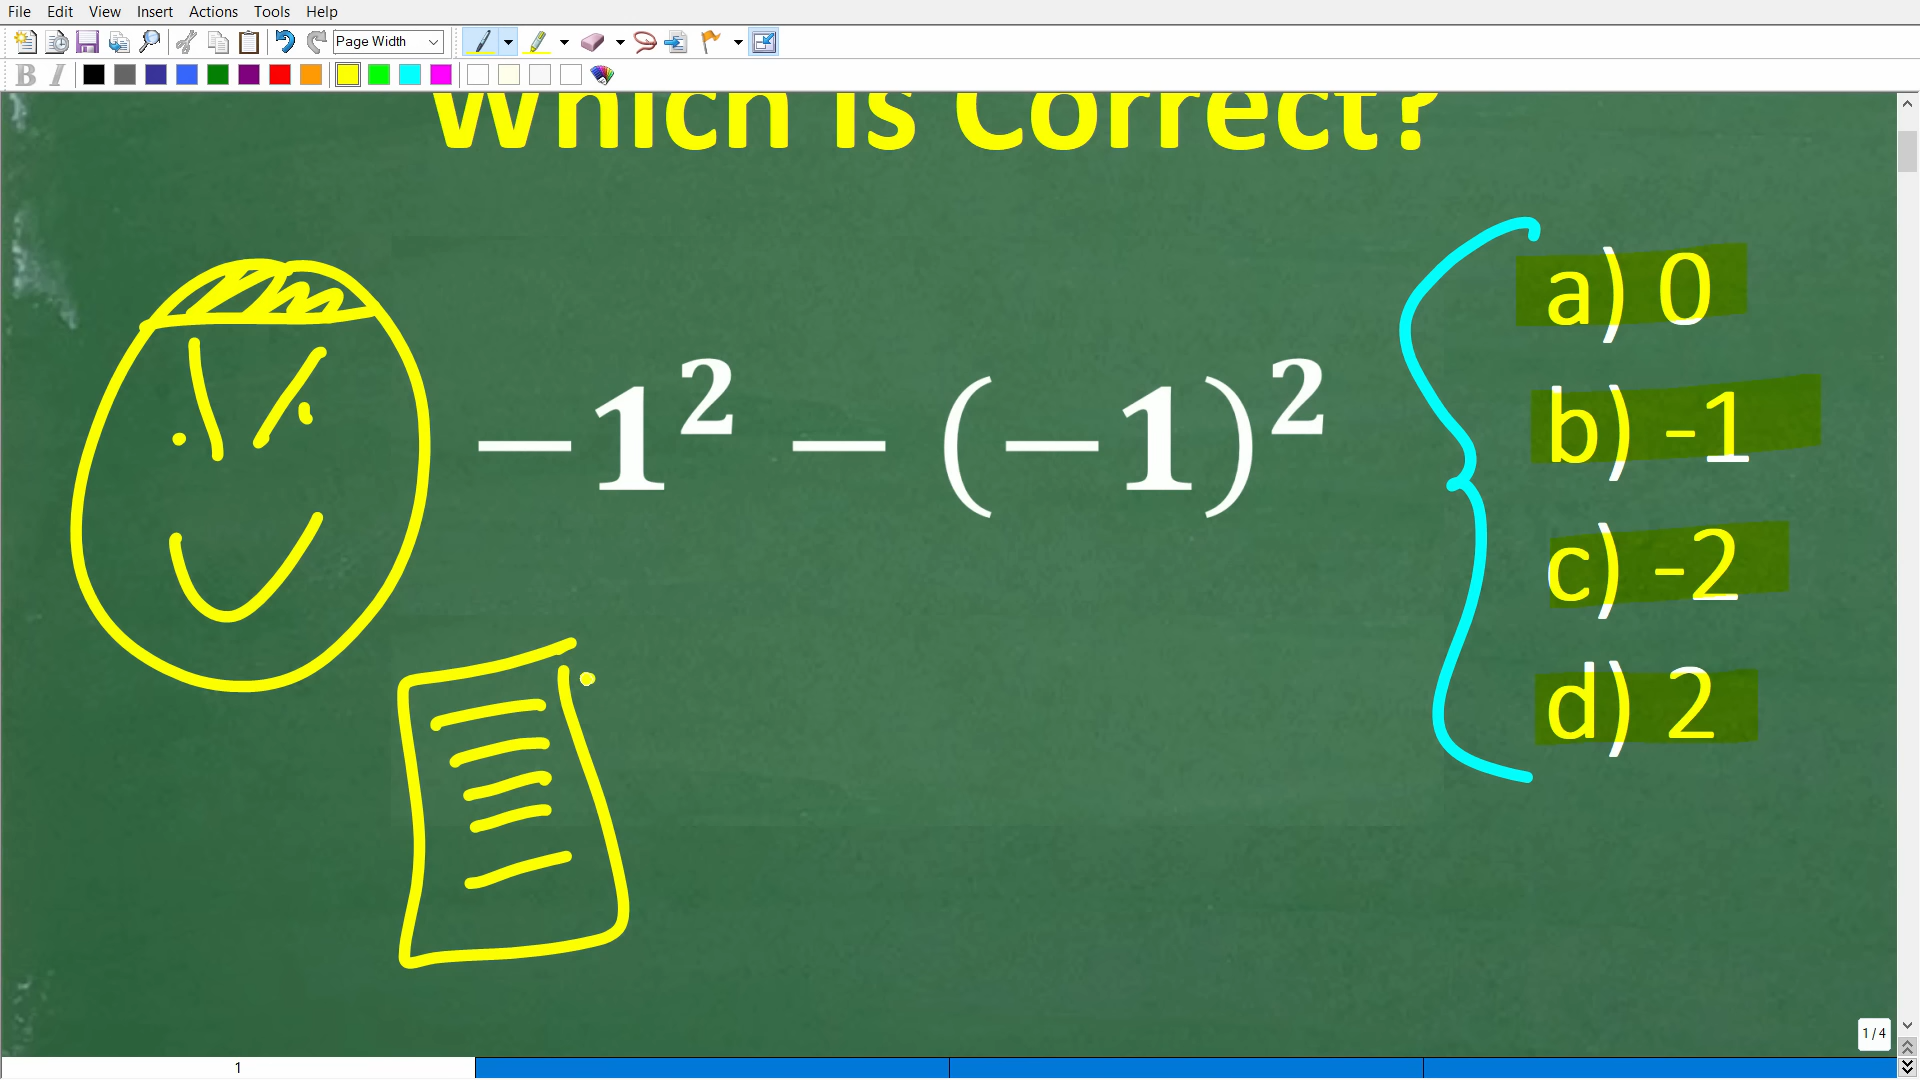 File Edit View Insert Actions Tools Help
Page Width
B I
Which is Correct?
−1² − (−1)²
a) 0
b) -1
c) -2
d) 2
1 / 4
1